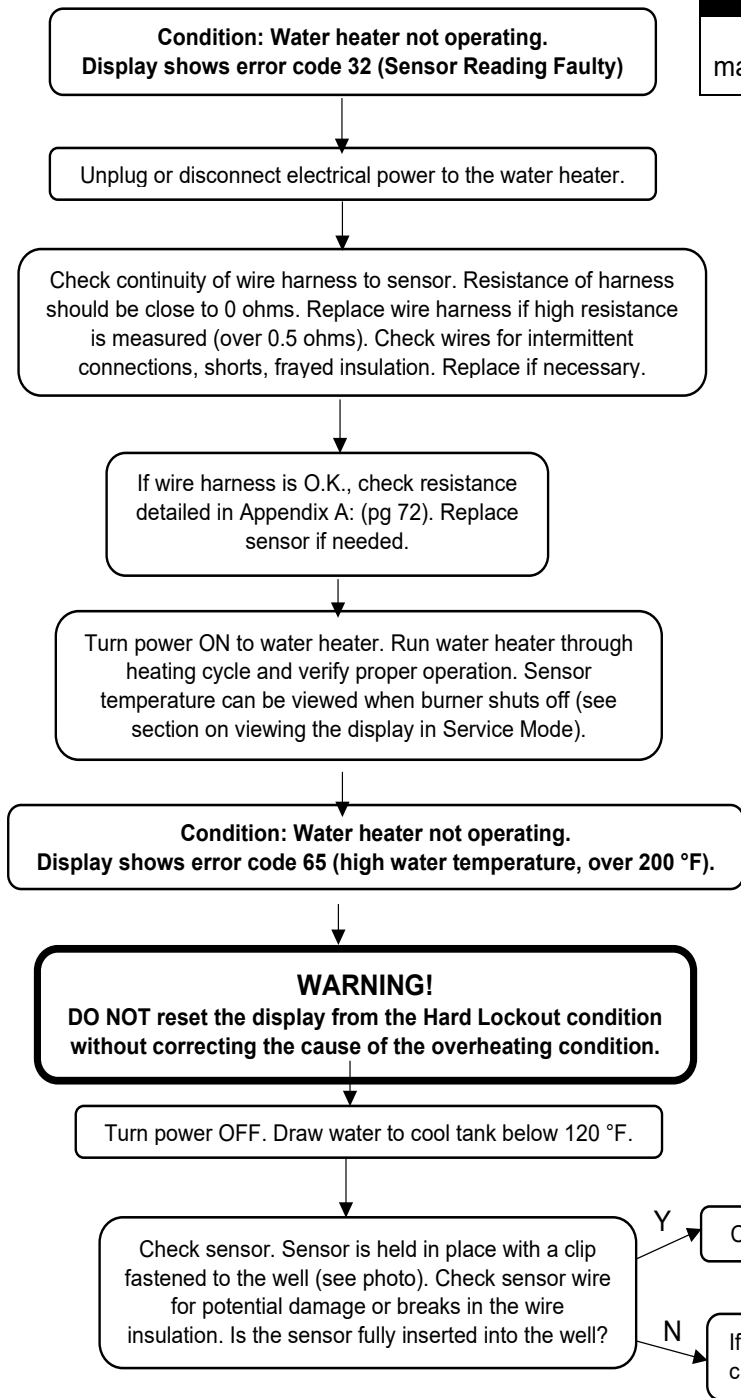 Condition: Water heater not operating.
Display shows error code 32 (Sensor Reading Faulty)
Unplug or disconnect electrical power to the water heater.
Check continuity of wire harness to sensor. Resistance of harness
should be close to 0 ohms. Replace wire harness if high resistance
is measured (over 0.5 ohms). Check wires for intermittent
connections, shorts, frayed insulation. Replace if necessary.
If wire harness is O.K., check resistance
detailed in Appendix A: (pg 72). Replace
sensor if needed.
Turn power ON to water heater. Run water heater through
heating cycle and verify proper operation. Sensor
temperature can be viewed when burner shuts off (see
section on viewing the display in Service Mode).
Condition: Water heater not operating.
Display shows error code 65 (high water temperature, over 200 °F).
WARNING!
DO NOT reset the display from the Hard Lockout condition
without correcting the cause of the overheating condition.
Turn power OFF. Draw water to cool tank below 120 °F.
Check sensor. Sensor is held in place with a clip
fastened to the well (see photo). Check sensor wire
for potential damage or breaks in the wire
insulation. Is the sensor fully inserted into the well?
Y
N
If